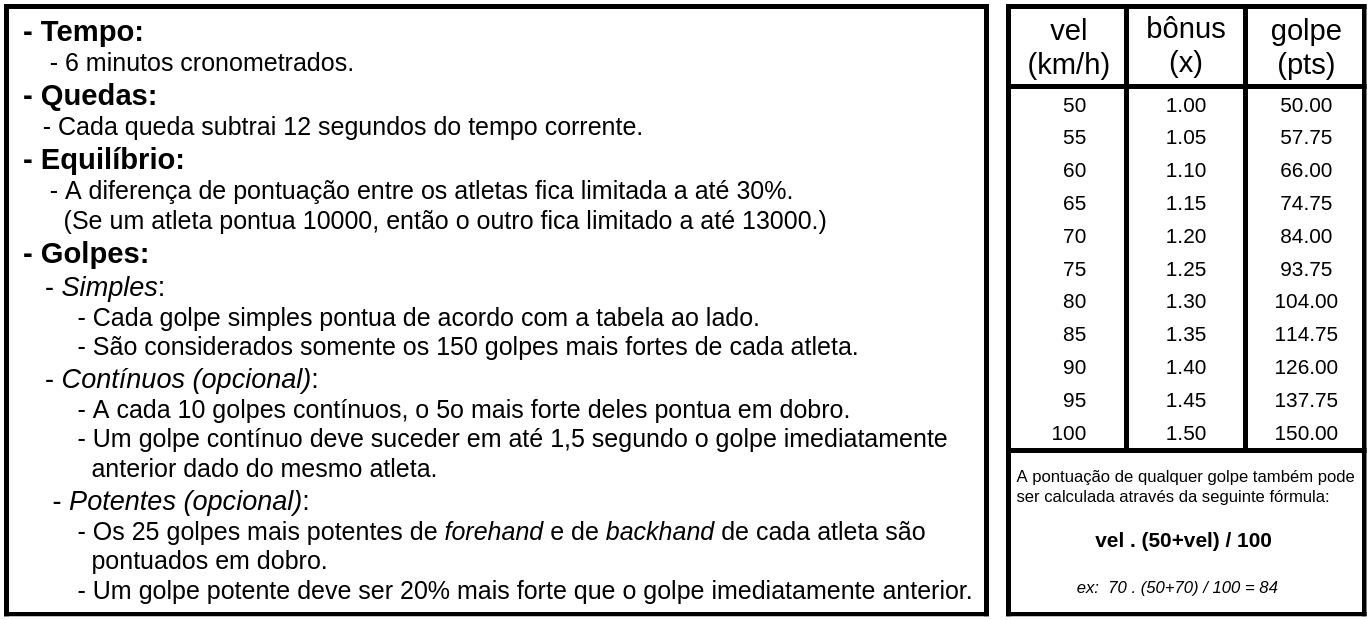 - Tempo:
- 6 minutos cronometrados.
- Quedas:
- Cada queda subtrai 12 segundos do tempo corrente.
- Equilíbrio:
- A diferença de pontuação entre os atletas fica limitada a até 30%.
(Se um atleta pontua 10000, então o outro fica limitado a até 13000.)
- Golpes:
- Simples:
- Cada golpe simples pontua de acordo com a tabela ao lado.
- São considerados somente os 150 golpes mais fortes de cada atleta.
- Contínuos (opcional):
- A cada 10 golpes contínuos, o 5o mais forte deles pontua em dobro.
- Um golpe contínuo deve suceder em até 1,5 segundo o golpe imediatamente
anterior dado do mesmo atleta.
- Potentes (opcional):
- Os 25 golpes mais potentes de forehand e de backhand de cada atleta são
pontuados em dobro.
- Um golpe potente deve ser 20% mais forte que o golpe imediatamente anterior.
vel bônus golpe
(km/h) (x) (pts)
50 1.00 50.00
55 1.05 57.75
60 1.10 66.00
65 1.15 74.75
70 1.20 84.00
75 1.25 93.75
80 1.30 104.00
85 1.35 114.75
90 1.40 126.00
95 1.45 137.75
100 1.50 150.00
A pontuação de qualquer golpe também pode
ser calculada através da seguinte fórmula:
vel . (50+vel) / 100
ex: 70 . (50+70) / 100 = 84